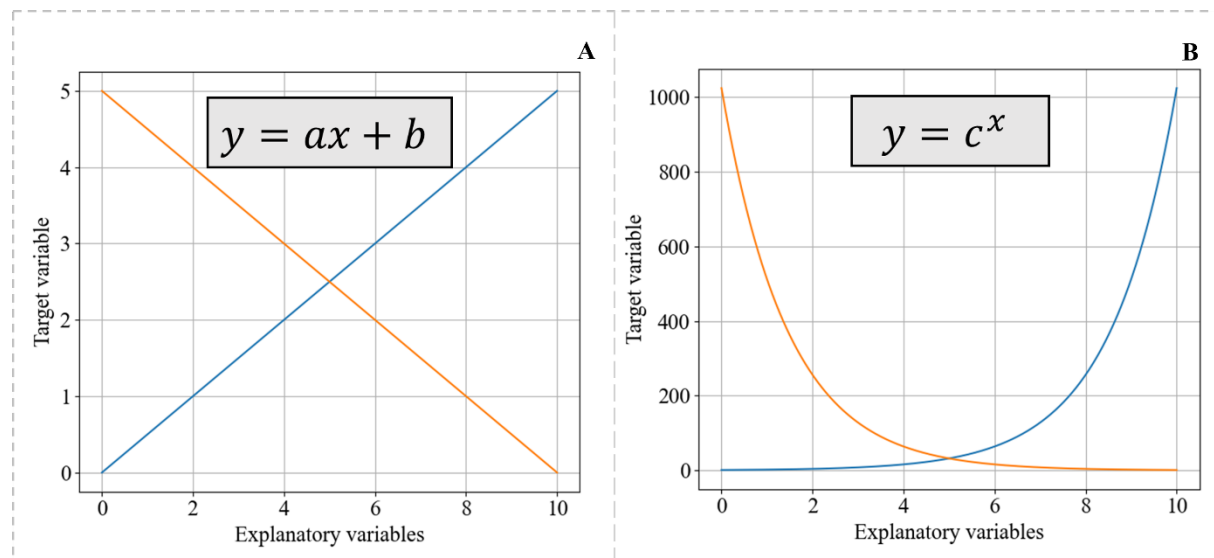 A
y = ax + b
5
4
3
2
1
0
Target variable
0 2 4 6 8 10
Explanatory variables
B
y = c^x
1000
800
600
400
200
0
Target variable
0 2 4 6 8 10
Explanatory variables